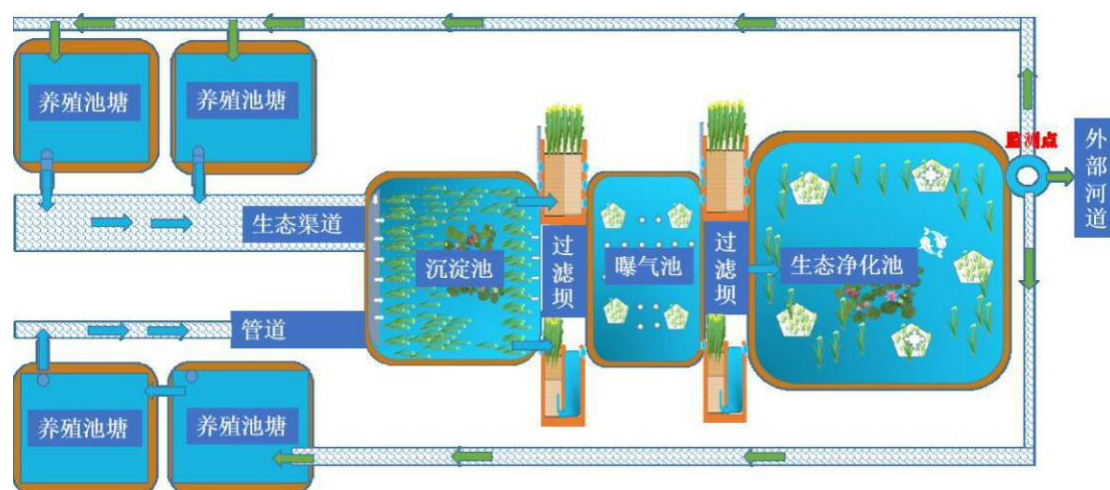 养殖池塘
养殖池塘
监测点
外部河道
生态渠道
沉淀池
过滤坝
曝气池
过滤坝
生态净化池
管道
养殖池塘
养殖池塘